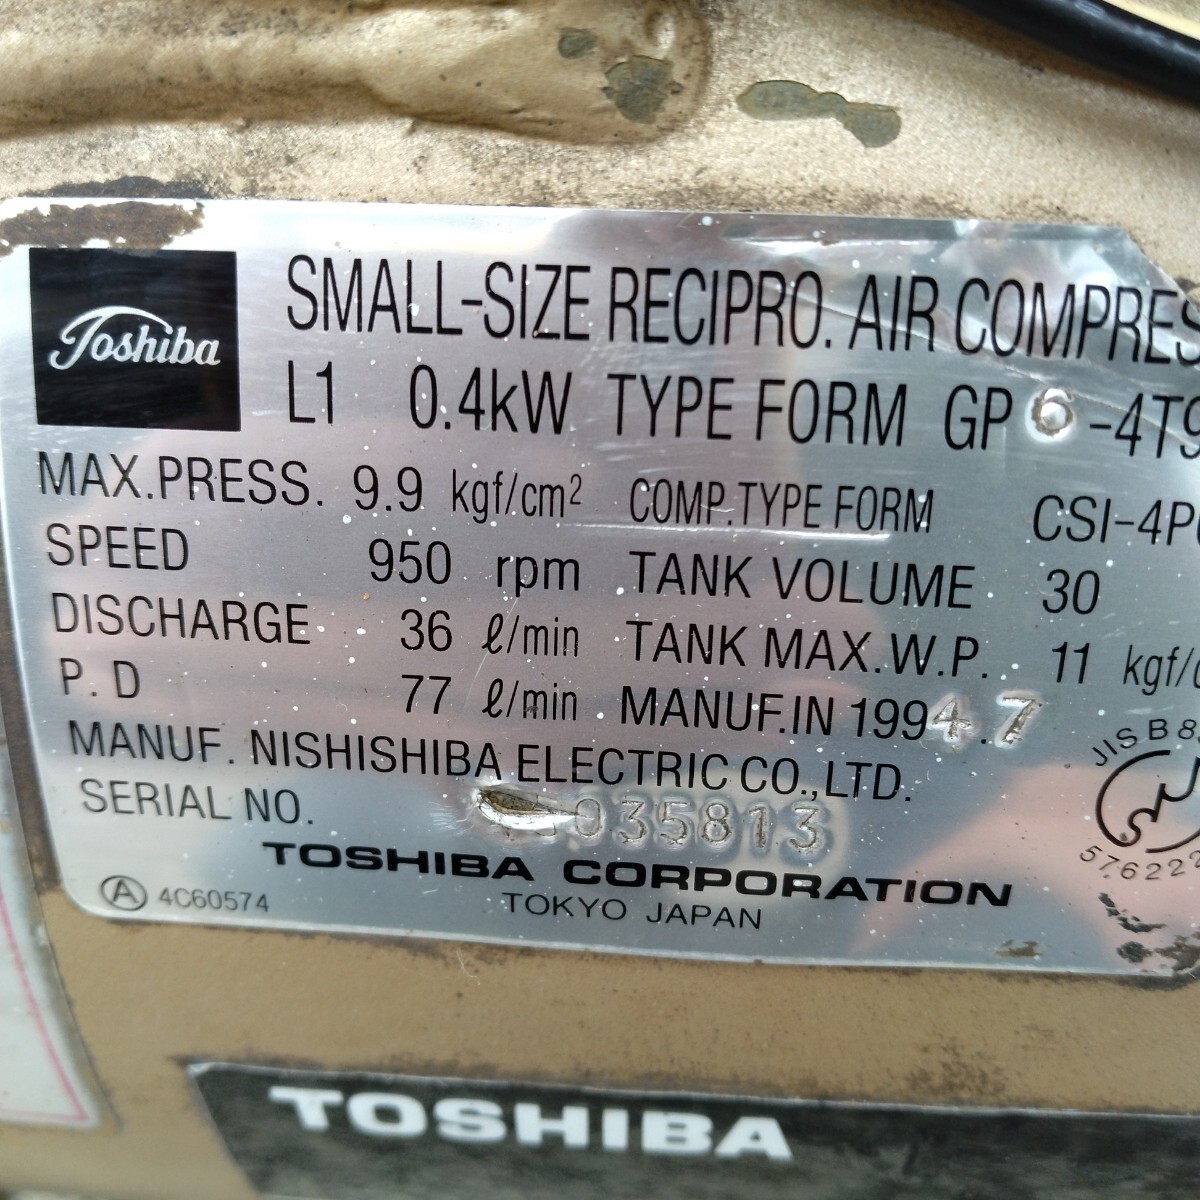 Toshiba
SMALL-SIZE RECIPRO. AIR COMPRES
L1 0.4kW TYPE FORM GP6-4T9
MAX.PRESS. 9.9 kgf/cm² COMP.TYPE FORM CSI-4P
SPEED 950 rpm TANK VOLUME 30
DISCHARGE 36 ℓ/min TANK MAX.W.P. 11 kgf/
P.D 77 ℓ/min MANUF.IN 1994.7
MANUF. NISHISHIBA ELECTRIC CO.,LTD.
SERIAL NO. 035813
JIS B 8
576222
TOSHIBA CORPORATION
TOKYO JAPAN
Ⓐ 4C60574
TOSHIBA